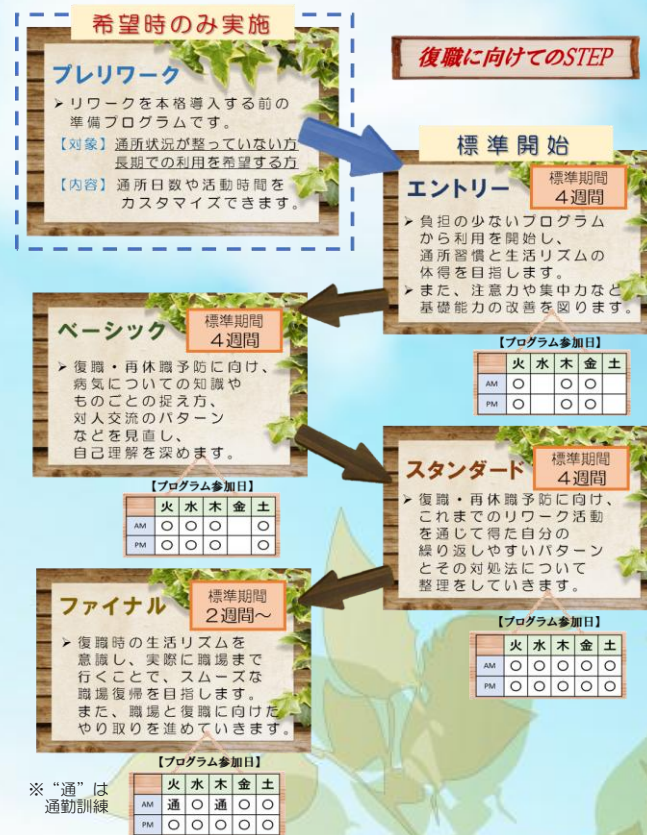 希望時のみ実施
プレリワーク
➢リワークを本格導入する前の
準備プログラムです。
【対象】通所状況が整っていない方
長期での利用を希望する方
【内容】通所日数や活動時間を
カスタマイズできます。
復職に向けてのSTEP
標準開始
エントリー
標準期間
4週間
➢負担の少ないプログラム
から利用を開始し、
通所習慣と生活リズムの
体得を目指します。
➢また、注意力や集中力など
基礎能力の改善を図ります。
【プログラム参加日】
火 水 木 金 土
AM ○ ○ ○
PM ○ ○ ○
ベーシック
標準期間
4週間
➢復職・再休職予防に向け、
病気についての知識や
ものごとの捉え方、
対人交流のパターン
などを見直し、
自己理解を深めます。
【プログラム参加日】
火 水 木 金 土
AM ○ ○ ○ ○
PM ○ ○ ○ ○
スタンダード
標準期間
4週間
➢復職・再休職予防に向け、
これまでのリワーク活動
を通じて得た自分の
繰り返しやすいパターン
とその対処法について
整理をしていきます。
【プログラム参加日】
火 水 木 金 土
AM ○ ○ ○ ○ ○
PM ○ ○ ○ ○ ○
ファイナル
標準期間
2週間～
➢復職時の生活リズムを
意識し、実際に職場まで
行くことで、スムーズな
職場復帰を目指します。
また、職場と復職に向けた
やり取りを進めていきます。
【プログラム参加日】
火 水 木 金 土
AM 通 ○ 通 ○ ○
PM ○ ○ ○ ○ ○
※“通”は
通勤訓練